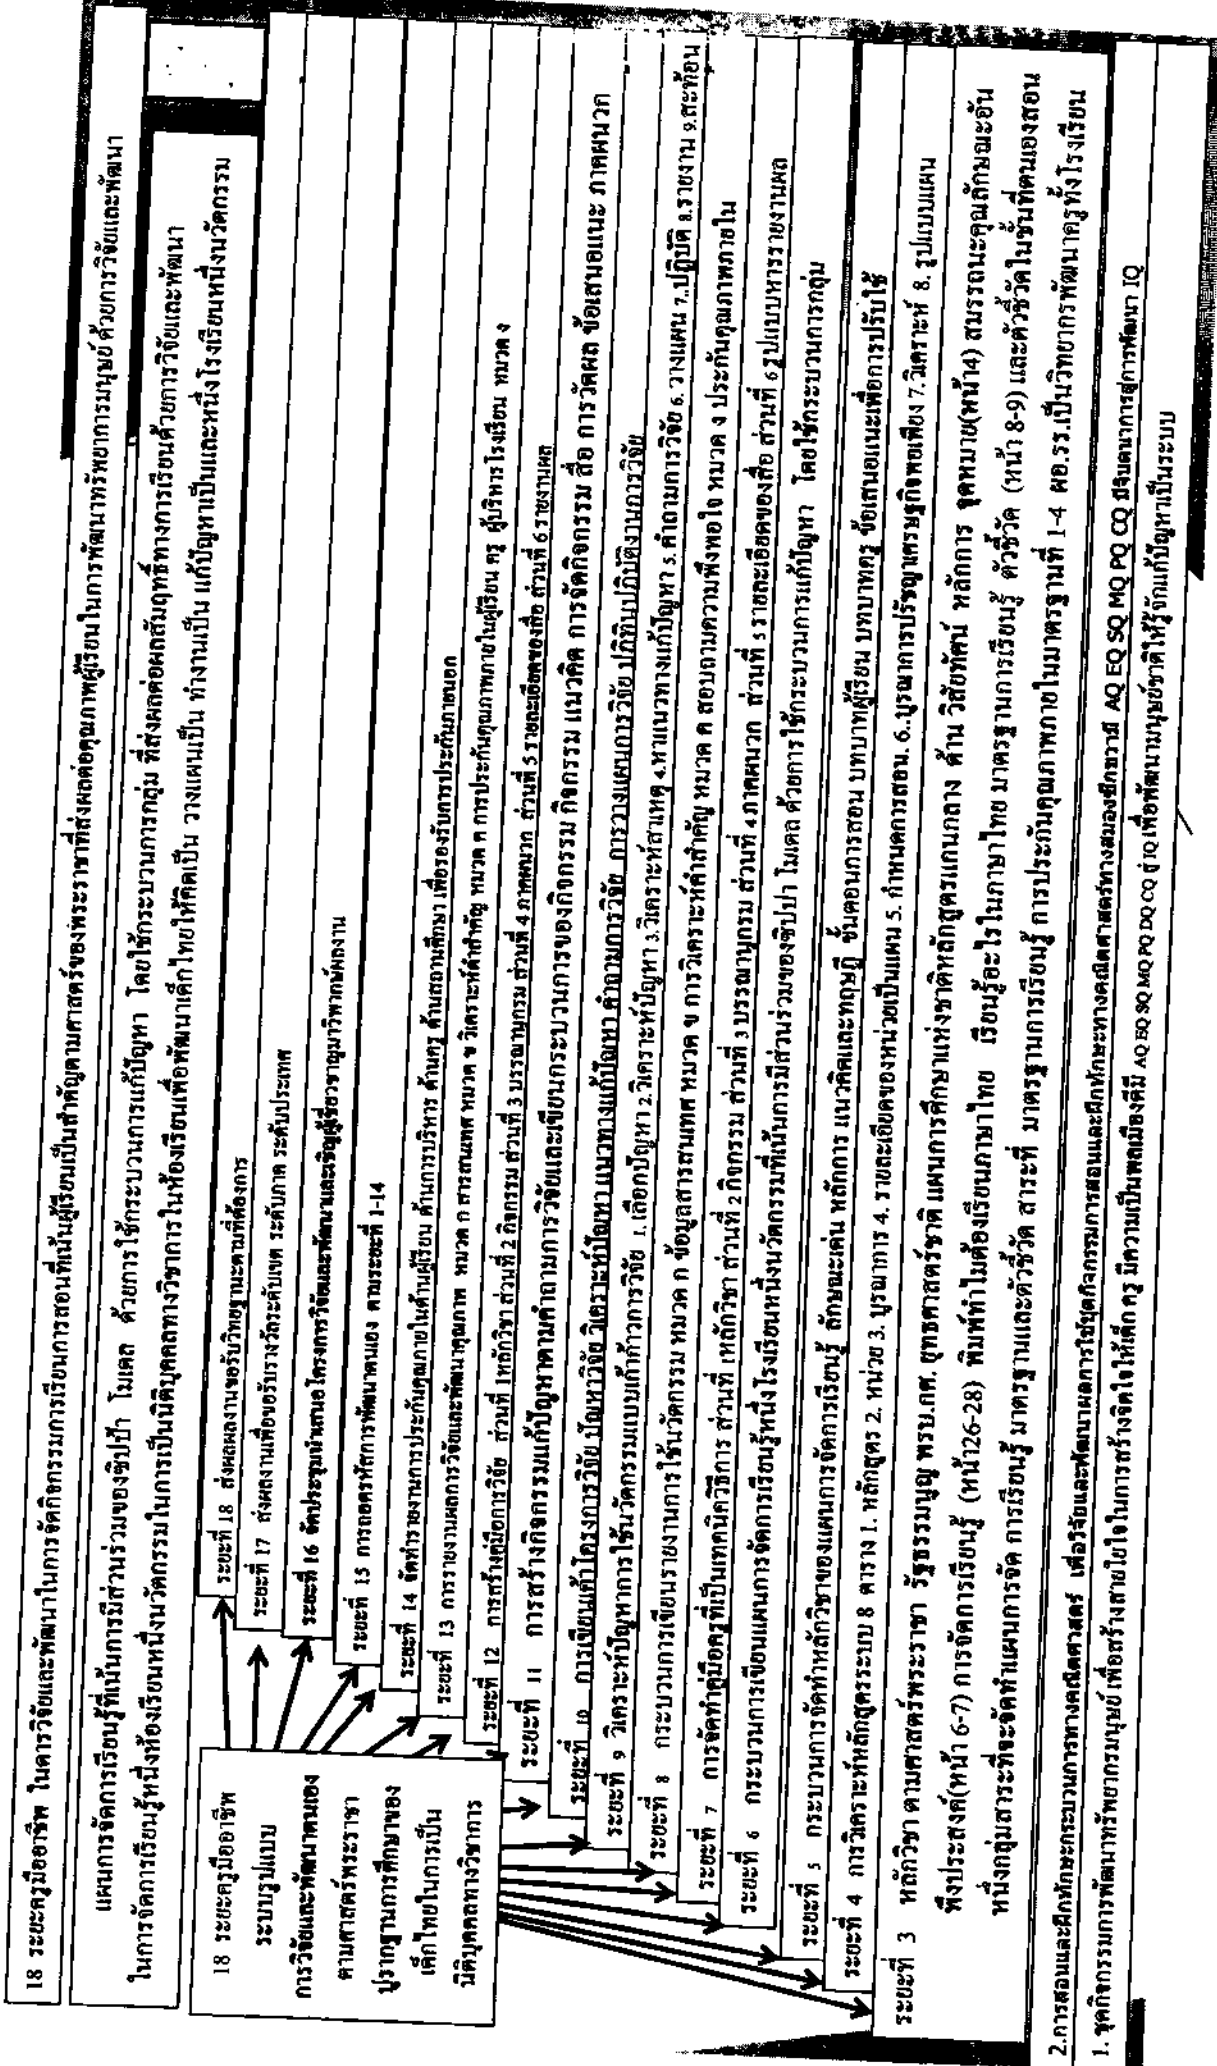 18 ระยะครูมืออาชีพ ในการวิจัยและพัฒนาในการจัดกิจกรรมการเรียนการสอนที่เน้นผู้เรียนเป็นสำคัญตามศาสตร์ของพระราชาที่ส่งผลต่อคุณภาพผู้เรียนในการพัฒนาทรัพยาการมนุษย์ ด้วยการวิจัยและพัฒนา
แผนการจัดการเรียนรู้ที่เน้นการมีส่วนร่วมของซิปป้า โมเดล ด้วยการใช้กระบวนการแก้ปัญหา โดยใช้กระบวนการกลุ่ม ที่ส่งผลต่อผลสัมฤทธิ์ทางการเรียนด้วยการวิจัยและพัฒนา
ในการจัดการเรียนรู้หนึ่งห้องเรียนหนึ่งนวัตกรรมในการเป็นนิติบุคคลทางวิชาการในห้องเรียนเพื่อพัฒนาเด็กไทยให้คิดเป็น วางแผนเป็น ทำงานเป็น แก้ปัญหาเป็นและหนึ่งโรงเรียนหนึ่งนวัตกรรม
18 ระยะครูมืออาชีพ
ระบาบรูปแบบ
การวิจัยและพัฒนาตนเอง
ตามศาสตร์พระราชา
ปรากฐานการศึกษาของ
เด็กไทยในการเป็น
นิติบุคคลทางวิชาการ
ระยะที่ 18 ส่งผลผลงานขอรับวิทยฐานะตามที่ต้องการ
ระยะที่ 17 ส่งผลงานเพื่อขอรับรางวัลระดับเขต ระดับภาค ระดับประเทศ
ระยะที่ 16 จัดประชุมนำเสนอโครงการวิจัยและพัฒนาและเชิญผู้เชี่ยวชาญมาวิพากษ์ผลงาน
ระยะที่ 15 การถอดรหัสการพัฒนาตนเอง ตามระยะที่ 1-14
ระยะที่ 14 จัดทำรายงานการประกันคุณภายในด้านผู้เรียน ด้านการบริหาร ด้านครู ด้านสถานศึกษา เพื่อรองรับการประกันภายนอก
ระยะที่ 13 การรายงานผลการวิจัยและพัฒนาคุณภาพ หมวด ก สารสนเทศ หมวด ข วิเคราะห์คำสำคัญ หมวด ค การประกันคุณภาพภายในผู้เรียน ครู ผู้บริหารโรงเรียน หมวด ง
ระยะที่ 12 การสร้างคู่มือการวิจัย ส่วนที่ 1หลักวิชา ส่วนที่ 2 กิจกรรม ส่วนที่ 3 บรรณานุกรม ส่วนที่ 4 ภาคผนวก ส่วนที่ 5 รายละเอียดของสื่อ ส่วนที่ 6 รายงานผล
ระยะที่ 11 การสร้างกิจกรรมแก้ปัญหาตามคำถามการวิจัยและเขียนกระบวนการของกิจกรรม กิจกรรม แนวคิด การจัดกิจกรรม สื่อ การวัดผล ข้อเสนอแนะ ภาคผนวก
ระยะที่ 10 การเขียนเค้าโครงการวิจัย ปัญหาวิจัย วิเคราะห์ปัญหา แนวทางแก้ปัญหา คำถามการวิจัย การวางแผนการวิจัย ปฏิทินปฏิบัติงานการวิจัย
ระยะที่ 9 วิเคราะห์ปัญหาการใช้นวัตกรรมแบบเก้าก้าวการวิจัย 1.เลือกปัญหา 2.วิเคราะห์ปัญหา 3.วิเคราะห์สาเหตุ 4.หาแนวทางแก้ปัญหา 5.คำถามการวิจัย 6.วางแผน 7.ปฏิบัติ 8.รายงาน 9.สะท้อน
ระยะที่ 8 กระบวนการเขียนรายงานการใช้นวัตกรรม หมวด ก ข้อมูลสารสนเทศ หมวด ข การวิเคราะห์คำสำคัญ หมวด ค สอบถามความพึงพอใจ หมวด ง ประกันคุณภาพภายใน
ระยะที่ 7 การจัดทำคู่มือครูที่เป็นเทคนิควิธีการ ส่วนที่ 1หลักวิชา ส่วนที่ 2 กิจกรรม ส่วนที่ 3 บรรณานุกรม ส่วนที่ 4 ภาคผนวก ส่วนที่ 5 รายละเอียดของสื่อ ส่วนที่ 6 รูปแบบหารรายงานผล
ระยะที่ 6 กระบวนการเขียนแผนการจัดการเรียนรู้หนึ่งโรงเรียนหนึ่งนวัตกรรมที่เน้นการมีส่วนร่วมของซิปปา โมเดล ด้วยการใช้กระบวนการแก้ปัญหา โดยใช้กระบวนการกลุ่ม
ระยะที่ 5 กระบวนการจัดทำหลักวิชาของแผนการจัดการเรียนรู้ ลักษณะเด่น หลักการ แนวคิดและทฤษฎี ขั้นตอนการสอน บทบาทผู้เรียน บทบาทครู ข้อเสนอแนะเพื่อการปรับใช้
ระยะที่ 4 การวิเคราะห์หลักสูตรระบบ 8 ตาราง 1. หลักสูตร 2. หน่วย 3. บูรณาการ 4. รายละเอียดของหน่วยเป็นแผน 5. กำหนดการสอน. 6..บูรณาการปรัชญาเศรษฐกิจพอเพียง 7.วิเคราะห์ 8. รูปแบบแผน
ระยะที่ 3 หลักวิชา ตามศาสตร์พระราชา รัฐธรรมนูญ พรบ.กศ. ยุทธศาสตร์ชาติ แผนการศึกษาแห่งชาติหลักสูตรแกนกลาง ด้าน วิสัยทัศน์ หลักการ จุดหมาย(หน้า4) สมรรถนะคุณลักษณะอัน
พึงประสงค์(หน้า 6-7) การจัดการเรียนรู้ (หน้า26-28) พิมพ์ทำไมต้องเรียนภาษาไทย เรียนรู้อะไรในภาษาไทย มาตรฐานการเรียนรู้ ตัวชี้วัด (หน้า 8-9) และตัวชี้วัดในชั้นที่ตนเองสอน
หนึ่งกลุ่มสาระที่จะจัดทำแผนการจัด การเรียนรู้ มาตรฐานและตัวชี้วัด สาระที่ มาตรฐานการเรียนรู้ การประกันคุณภาพภายในมาตรฐานที่ 1-4 ผอ.รร.เป็นวิทยากรพัฒนาครูทั้งโรงเรียน
2.การสอนและฝึกทักษะกระบวนการทางคณิตศาสตร์ เพื่อวิจัยและพัฒนาผลการใช้ชุดกิจกรรมการสอนและฝึกทักษะทางคณิตศาสตร์ทางสมองซีกขวามี AQ EQ SQ MQ PQ CQ มีจินตนาการสู่การพัฒนา IQ
1. ชุดกิจกรรมการพัฒนาทรัพยากรมนุษย์ เพื่อสร้างสายใยใจในการสร้างจิตใจให้เด็ก ครู มีความเป็นพลเมืองดีมี AQ EQ SQ MQ PQ DQ CQ สู่ IQ เพื่อพัฒนามนุษย์ชาติให้รู้จักแก้ปัญหาเป็นระบบ